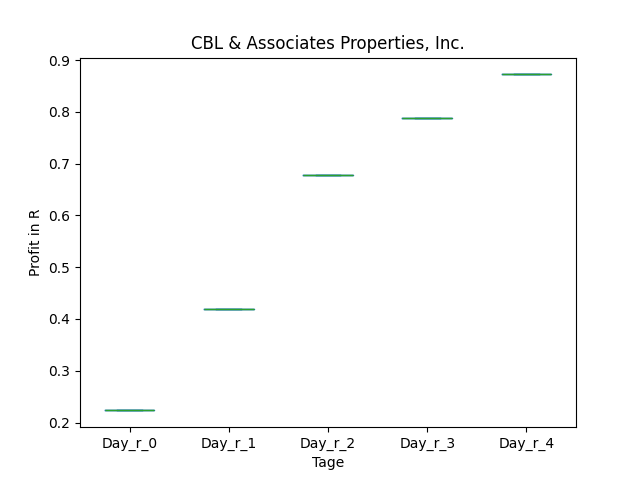 CBL & Associates Properties, Inc.
Profit in R
0.9
0.8
0.7
0.6
0.5
0.4
0.3
0.2
Day_r_0 Day_r_1 Day_r_2 Day_r_3 Day_r_4
Tage